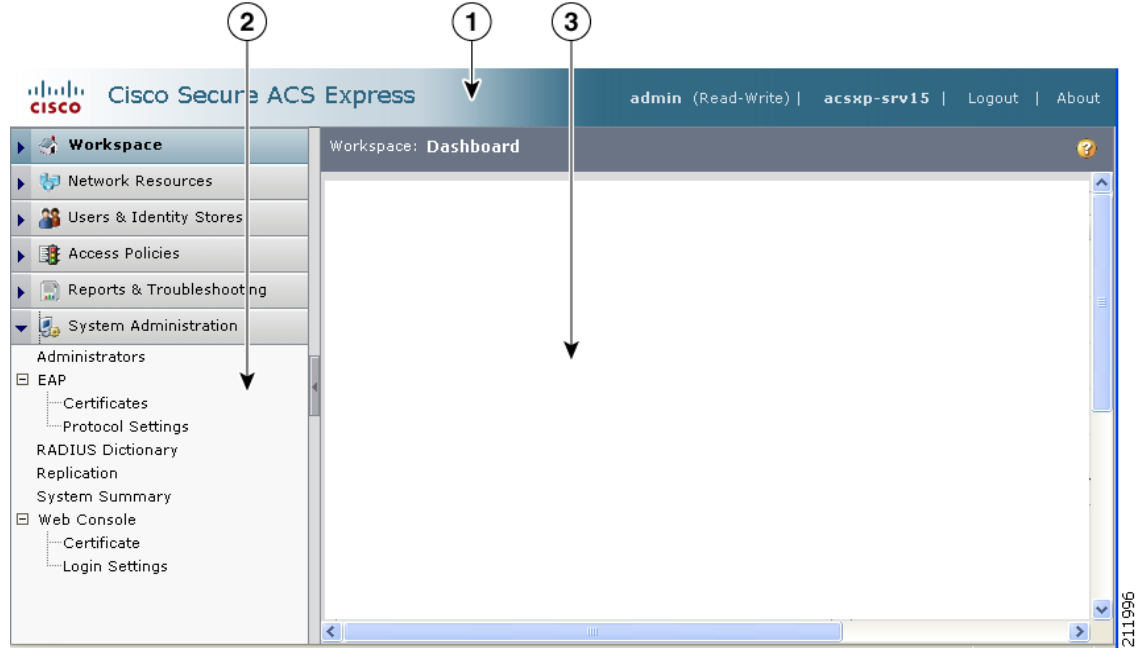 2 1 3
CISCO Cisco Secure ACS Express admin (Read-Write) | acsxp-srv15 | Logout | About
Workspace
Workspace: Dashboard ?
Network Resources
Users & Identity Stores
Access Policies
Reports & Troubleshooting
System Administration
Administrators
EAP
Certificates
Protocol Settings
RADIUS Dictionary
Replication
System Summary
Web Console
Certificate
Login Settings
211996